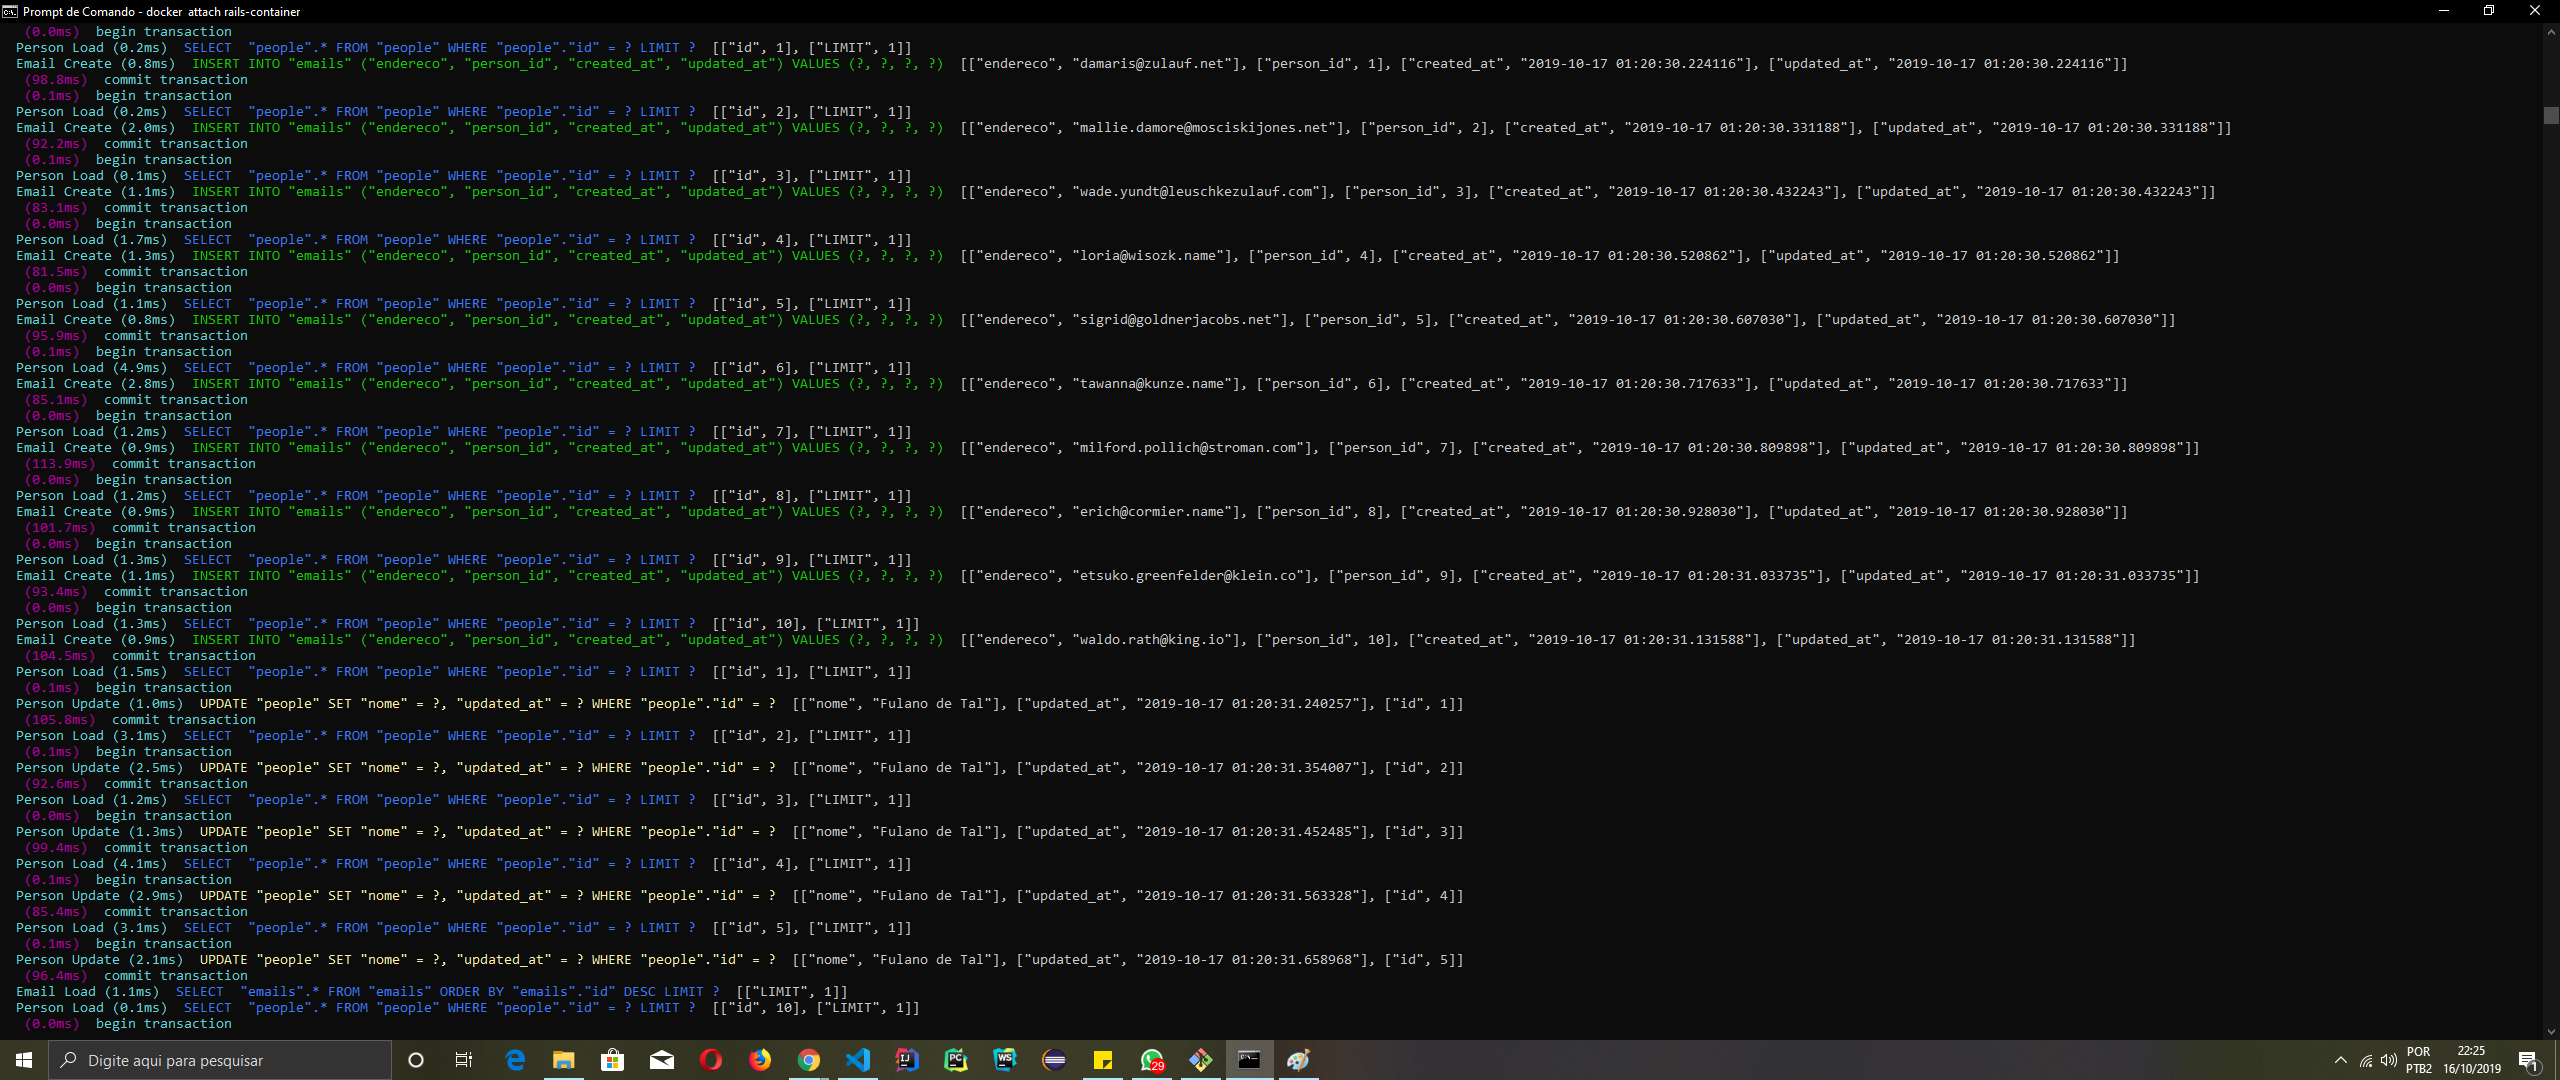 Prompt de Comando - docker  attach rails-container
(0.0ms)  begin transaction
Person Load (0.2ms)  SELECT  "people".* FROM "people" WHERE "people"."id" = ? LIMIT ?  [["id", 1], ["LIMIT", 1]]
Email Create (0.8ms)  INSERT INTO "emails" ("endereco", "person_id", "created_at", "updated_at") VALUES (?, ?, ?, ?)  [["endereco", "damaris@zulauf.net"], ["person_id", 1], ["created_at", "2019-10-17 01:20:30.224116"], ["updated_at", "2019-10-17 01:20:30.224116"]]
(98.8ms)  commit transaction
(0.1ms)  begin transaction
Person Load (0.2ms)  SELECT  "people".* FROM "people" WHERE "people"."id" = ? LIMIT ?  [["id", 2], ["LIMIT", 1]]
Email Create (2.0ms)  INSERT INTO "emails" ("endereco", "person_id", "created_at", "updated_at") VALUES (?, ?, ?, ?)  [["endereco", "mallie.damore@mosciskijones.net"], ["person_id", 2], ["created_at", "2019-10-17 01:20:30.331188"], ["updated_at", "2019-10-17 01:20:30.331188"]]
(92.2ms)  commit transaction
(0.1ms)  begin transaction
Person Load (0.1ms)  SELECT  "people".* FROM "people" WHERE "people"."id" = ? LIMIT ?  [["id", 3], ["LIMIT", 1]]
Email Create (1.1ms)  INSERT INTO "emails" ("endereco", "person_id", "created_at", "updated_at") VALUES (?, ?, ?, ?)  [["endereco", "wade.yundt@leuschkezulauf.com"], ["person_id", 3], ["created_at", "2019-10-17 01:20:30.432243"], ["updated_at", "2019-10-17 01:20:30.432243"]]
(83.1ms)  commit transaction
(0.0ms)  begin transaction
Person Load (1.7ms)  SELECT  "people".* FROM "people" WHERE "people"."id" = ? LIMIT ?  [["id", 4], ["LIMIT", 1]]
Email Create (1.3ms)  INSERT INTO "emails" ("endereco", "person_id", "created_at", "updated_at") VALUES (?, ?, ?, ?)  [["endereco", "loria@wisozk.name"], ["person_id", 4], ["created_at", "2019-10-17 01:20:30.520862"], ["updated_at", "2019-10-17 01:20:30.520862"]]
(81.5ms)  commit transaction
(0.0ms)  begin transaction
Person Load (1.1ms)  SELECT  "people".* FROM "people" WHERE "people"."id" = ? LIMIT ?  [["id", 5], ["LIMIT", 1]]
Email Create (0.8ms)  INSERT INTO "emails" ("endereco", "person_id", "created_at", "updated_at") VALUES (?, ?, ?, ?)  [["endereco", "sigrid@goldnerjacobs.net"], ["person_id", 5], ["created_at", "2019-10-17 01:20:30.607030"], ["updated_at", "2019-10-17 01:20:30.607030"]]
(95.9ms)  commit transaction
(0.1ms)  begin transaction
Person Load (4.9ms)  SELECT  "people".* FROM "people" WHERE "people"."id" = ? LIMIT ?  [["id", 6], ["LIMIT", 1]]
Email Create (2.8ms)  INSERT INTO "emails" ("endereco", "person_id", "created_at", "updated_at") VALUES (?, ?, ?, ?)  [["endereco", "tawanna@kunze.name"], ["person_id", 6], ["created_at", "2019-10-17 01:20:30.717633"], ["updated_at", "2019-10-17 01:20:30.717633"]]
(85.1ms)  commit transaction
(0.0ms)  begin transaction
Person Load (1.2ms)  SELECT  "people".* FROM "people" WHERE "people"."id" = ? LIMIT ?  [["id", 7], ["LIMIT", 1]]
Email Create (0.9ms)  INSERT INTO "emails" ("endereco", "person_id", "created_at", "updated_at") VALUES (?, ?, ?, ?)  [["endereco", "milford.pollich@stroman.com"], ["person_id", 7], ["created_at", "2019-10-17 01:20:30.809898"], ["updated_at", "2019-10-17 01:20:30.809898"]]
(113.9ms)  commit transaction
(0.0ms)  begin transaction
Person Load (1.2ms)  SELECT  "people".* FROM "people" WHERE "people"."id" = ? LIMIT ?  [["id", 8], ["LIMIT", 1]]
Email Create (0.9ms)  INSERT INTO "emails" ("endereco", "person_id", "created_at", "updated_at") VALUES (?, ?, ?, ?)  [["endereco", "erich@cormier.name"], ["person_id", 8], ["created_at", "2019-10-17 01:20:30.928030"], ["updated_at", "2019-10-17 01:20:30.928030"]]
(101.7ms)  commit transaction
(0.0ms)  begin transaction
Person Load (1.3ms)  SELECT  "people".* FROM "people" WHERE "people"."id" = ? LIMIT ?  [["id", 9], ["LIMIT", 1]]
Email Create (1.1ms)  INSERT INTO "emails" ("endereco", "person_id", "created_at", "updated_at") VALUES (?, ?, ?, ?)  [["endereco", "etsuko.greenfelder@klein.co"], ["person_id", 9], ["created_at", "2019-10-17 01:20:31.033735"], ["updated_at", "2019-10-17 01:20:31.033735"]]
(93.4ms)  commit transaction
(0.0ms)  begin transaction
Person Load (1.3ms)  SELECT  "people".* FROM "people" WHERE "people"."id" = ? LIMIT ?  [["id", 10], ["LIMIT", 1]]
Email Create (0.9ms)  INSERT INTO "emails" ("endereco", "person_id", "created_at", "updated_at") VALUES (?, ?, ?, ?)  [["endereco", "waldo.rath@king.io"], ["person_id", 10], ["created_at", "2019-10-17 01:20:31.131588"], ["updated_at", "2019-10-17 01:20:31.131588"]]
(104.5ms)  commit transaction
Person Load (1.5ms)  SELECT  "people".* FROM "people" WHERE "people"."id" = ? LIMIT ?  [["id", 1], ["LIMIT", 1]]
(0.1ms)  begin transaction
Person Update (1.0ms)  UPDATE "people" SET "nome" = ?, "updated_at" = ? WHERE "people"."id" = ?  [["nome", "Fulano de Tal"], ["updated_at", "2019-10-17 01:20:31.240257"], ["id", 1]]
(105.8ms)  commit transaction
Person Load (3.1ms)  SELECT  "people".* FROM "people" WHERE "people"."id" = ? LIMIT ?  [["id", 2], ["LIMIT", 1]]
(0.1ms)  begin transaction
Person Update (2.5ms)  UPDATE "people" SET "nome" = ?, "updated_at" = ? WHERE "people"."id" = ?  [["nome", "Fulano de Tal"], ["updated_at", "2019-10-17 01:20:31.354007"], ["id", 2]]
(92.6ms)  commit transaction
Person Load (1.2ms)  SELECT  "people".* FROM "people" WHERE "people"."id" = ? LIMIT ?  [["id", 3], ["LIMIT", 1]]
(0.0ms)  begin transaction
Person Update (1.3ms)  UPDATE "people" SET "nome" = ?, "updated_at" = ? WHERE "people"."id" = ?  [["nome", "Fulano de Tal"], ["updated_at", "2019-10-17 01:20:31.452485"], ["id", 3]]
(99.4ms)  commit transaction
Person Load (4.1ms)  SELECT  "people".* FROM "people" WHERE "people"."id" = ? LIMIT ?  [["id", 4], ["LIMIT", 1]]
(0.1ms)  begin transaction
Person Update (2.9ms)  UPDATE "people" SET "nome" = ?, "updated_at" = ? WHERE "people"."id" = ?  [["nome", "Fulano de Tal"], ["updated_at", "2019-10-17 01:20:31.563328"], ["id", 4]]
(85.4ms)  commit transaction
Person Load (3.1ms)  SELECT  "people".* FROM "people" WHERE "people"."id" = ? LIMIT ?  [["id", 5], ["LIMIT", 1]]
(0.1ms)  begin transaction
Person Update (2.1ms)  UPDATE "people" SET "nome" = ?, "updated_at" = ? WHERE "people"."id" = ?  [["nome", "Fulano de Tal"], ["updated_at", "2019-10-17 01:20:31.658968"], ["id", 5]]
(96.4ms)  commit transaction
Email Load (1.1ms)  SELECT  "emails".* FROM "emails" ORDER BY "emails"."id" DESC LIMIT ?  [["LIMIT", 1]]
Person Load (0.1ms)  SELECT  "people".* FROM "people" WHERE "people"."id" = ? LIMIT ?  [["id", 10], ["LIMIT", 1]]
(0.0ms)  begin transaction
Digite aqui para pesquisar
IJ
PC
WS
29
POR
PTB2
22:25
16/10/2019
1